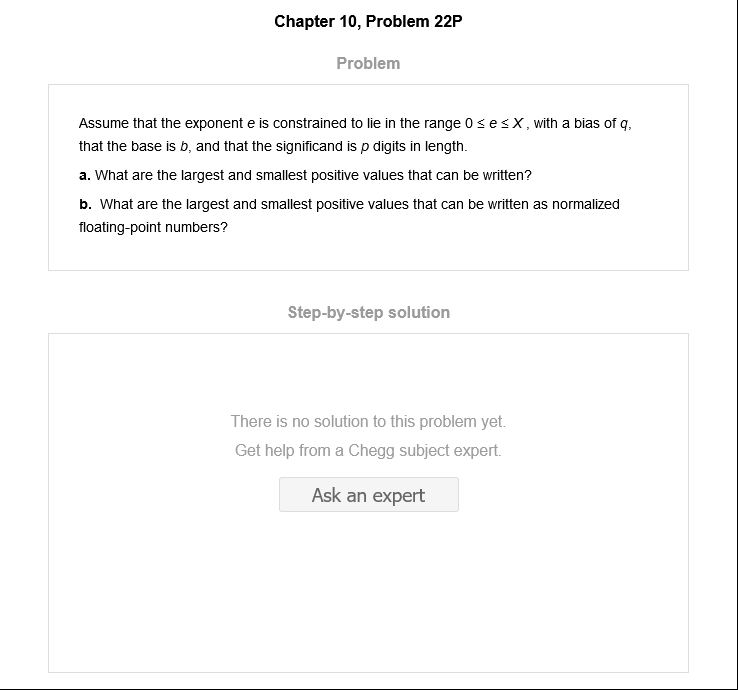 Chapter 10, Problem 22P
Problem
Assume that the exponent e is constrained to lie in the range 0 ≤ e ≤ X , with a bias of q,
that the base is b, and that the significand is p digits in length.
a. What are the largest and smallest positive values that can be written?
b. What are the largest and smallest positive values that can be written as normalized
floating-point numbers?
Step-by-step solution
There is no solution to this problem yet.
Get help from a Chegg subject expert.
Ask an expert